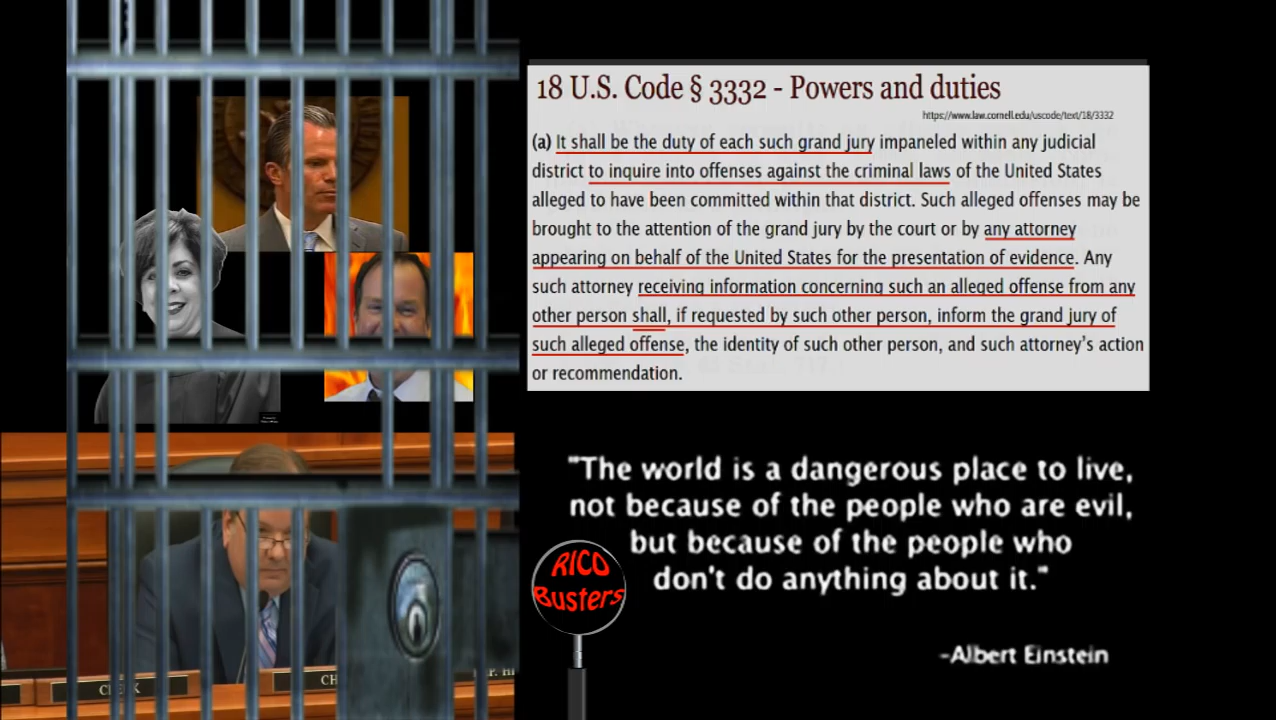 18 U.S. Code § 3332 - Powers and duties
https://www.law.cornell.edu/uscode/text/18/3332
(a) It shall be the duty of each such grand jury impaneled within any judicial
district to inquire into offenses against the criminal laws of the United States
alleged to have been committed within that district. Such alleged offenses may be
brought to the attention of the grand jury by the court or by any attorney
appearing on behalf of the United States for the presentation of evidence. Any
such attorney receiving information concerning such an alleged offense from any
other person shall, if requested by such other person, inform the grand jury of
such alleged offense, the identity of such other person, and such attorney's action
or recommendation.
"The world is a dangerous place to live,
not because of the people who are evil,
but because of the people who
don't do anything about it."
-Albert Einstein
RICO
Busters